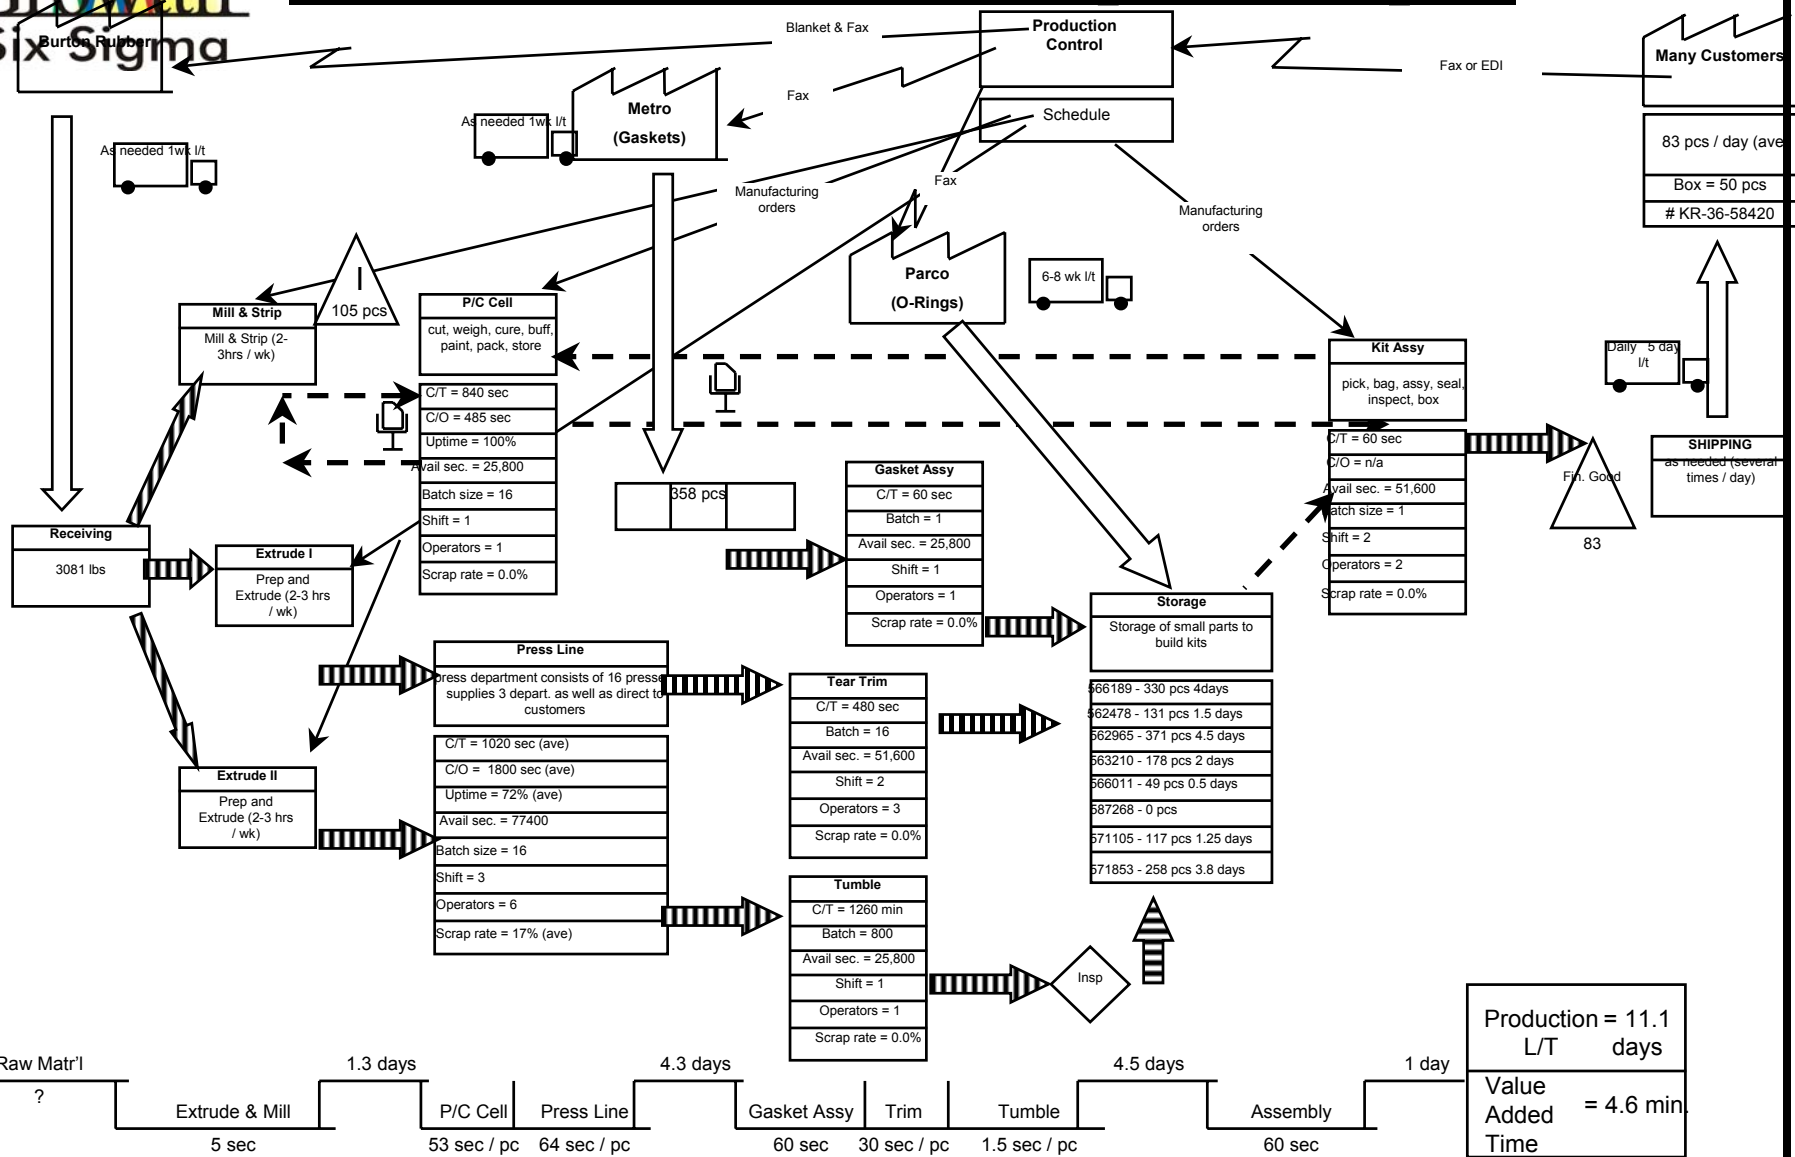 Six Sigma
Burton Rubber
Blanket & Fax
Production
Control
Fax or EDI
Many Customers
Fax
Metro
(Gaskets)
As needed 1wk l/t
As needed 1wk l/t
Schedule
83 pcs / day (ave
Box = 50 pcs
# KR-36-58420
Manufacturing
orders
Fax
Manufacturing
orders
I
105 pcs
Parco
(O-Rings)
6-8 wk l/t
Mill & Strip
Mill & Strip (2-
3hrs / wk)
P/C Cell
cut, weigh, cure, buff,
paint, pack, store
C/T = 840 sec
C/O = 485 sec
Uptime = 100%
Avail sec. = 25,800
Batch size = 16
Shift = 1
Operators = 1
Scrap rate = 0.0%
Kit Assy
pick, bag, assy, seal,
inspect, box
C/T = 60 sec
C/O = n/a
Avail sec. = 51,600
Batch size = 1
Shift = 2
Operators = 2
Scrap rate = 0.0%
Daily 5 day
l/t
Fin. Good
83
SHIPPING
as needed (several
times / day)
358 pcs
Gasket Assy
C/T = 60 sec
Batch = 1
Avail sec. = 25,800
Shift = 1
Operators = 1
Scrap rate = 0.0%
Receiving
3081 lbs
Extrude I
Prep and
Extrude (2-3 hrs
/ wk)
Extrude II
Prep and
Extrude (2-3 hrs
/ wk)
Press Line
press department consists of 16 presse
supplies 3 depart. as well as direct to
customers
C/T = 1020 sec (ave)
C/O = 1800 sec (ave)
Uptime = 72% (ave)
Avail sec. = 77400
Batch size = 16
Shift = 3
Operators = 6
Scrap rate = 17% (ave)
Tear Trim
C/T = 480 sec
Batch = 16
Avail sec. = 51,600
Shift = 2
Operators = 3
Scrap rate = 0.0%
Tumble
C/T = 1260 min
Batch = 800
Avail sec. = 25,800
Shift = 1
Operators = 1
Scrap rate = 0.0%
Insp
Storage
Storage of small parts to
build kits
566189 - 330 pcs 4days
562478 - 131 pcs 1.5 days
562965 - 371 pcs 4.5 days
563210 - 178 pcs 2 days
566011 - 49 pcs 0.5 days
587268 - 0 pcs
571105 - 117 pcs 1.25 days
571853 - 258 pcs 3.8 days
Raw Matr'l
?
Extrude & Mill
5 sec
1.3 days
P/C Cell
53 sec / pc
Press Line
64 sec / pc
4.3 days
Gasket Assy
60 sec
Trim
30 sec / pc
Tumble
1.5 sec / pc
4.5 days
Assembly
60 sec
1 day
Production = 11.1
L/T days
Value
Added = 4.6 min.
Time